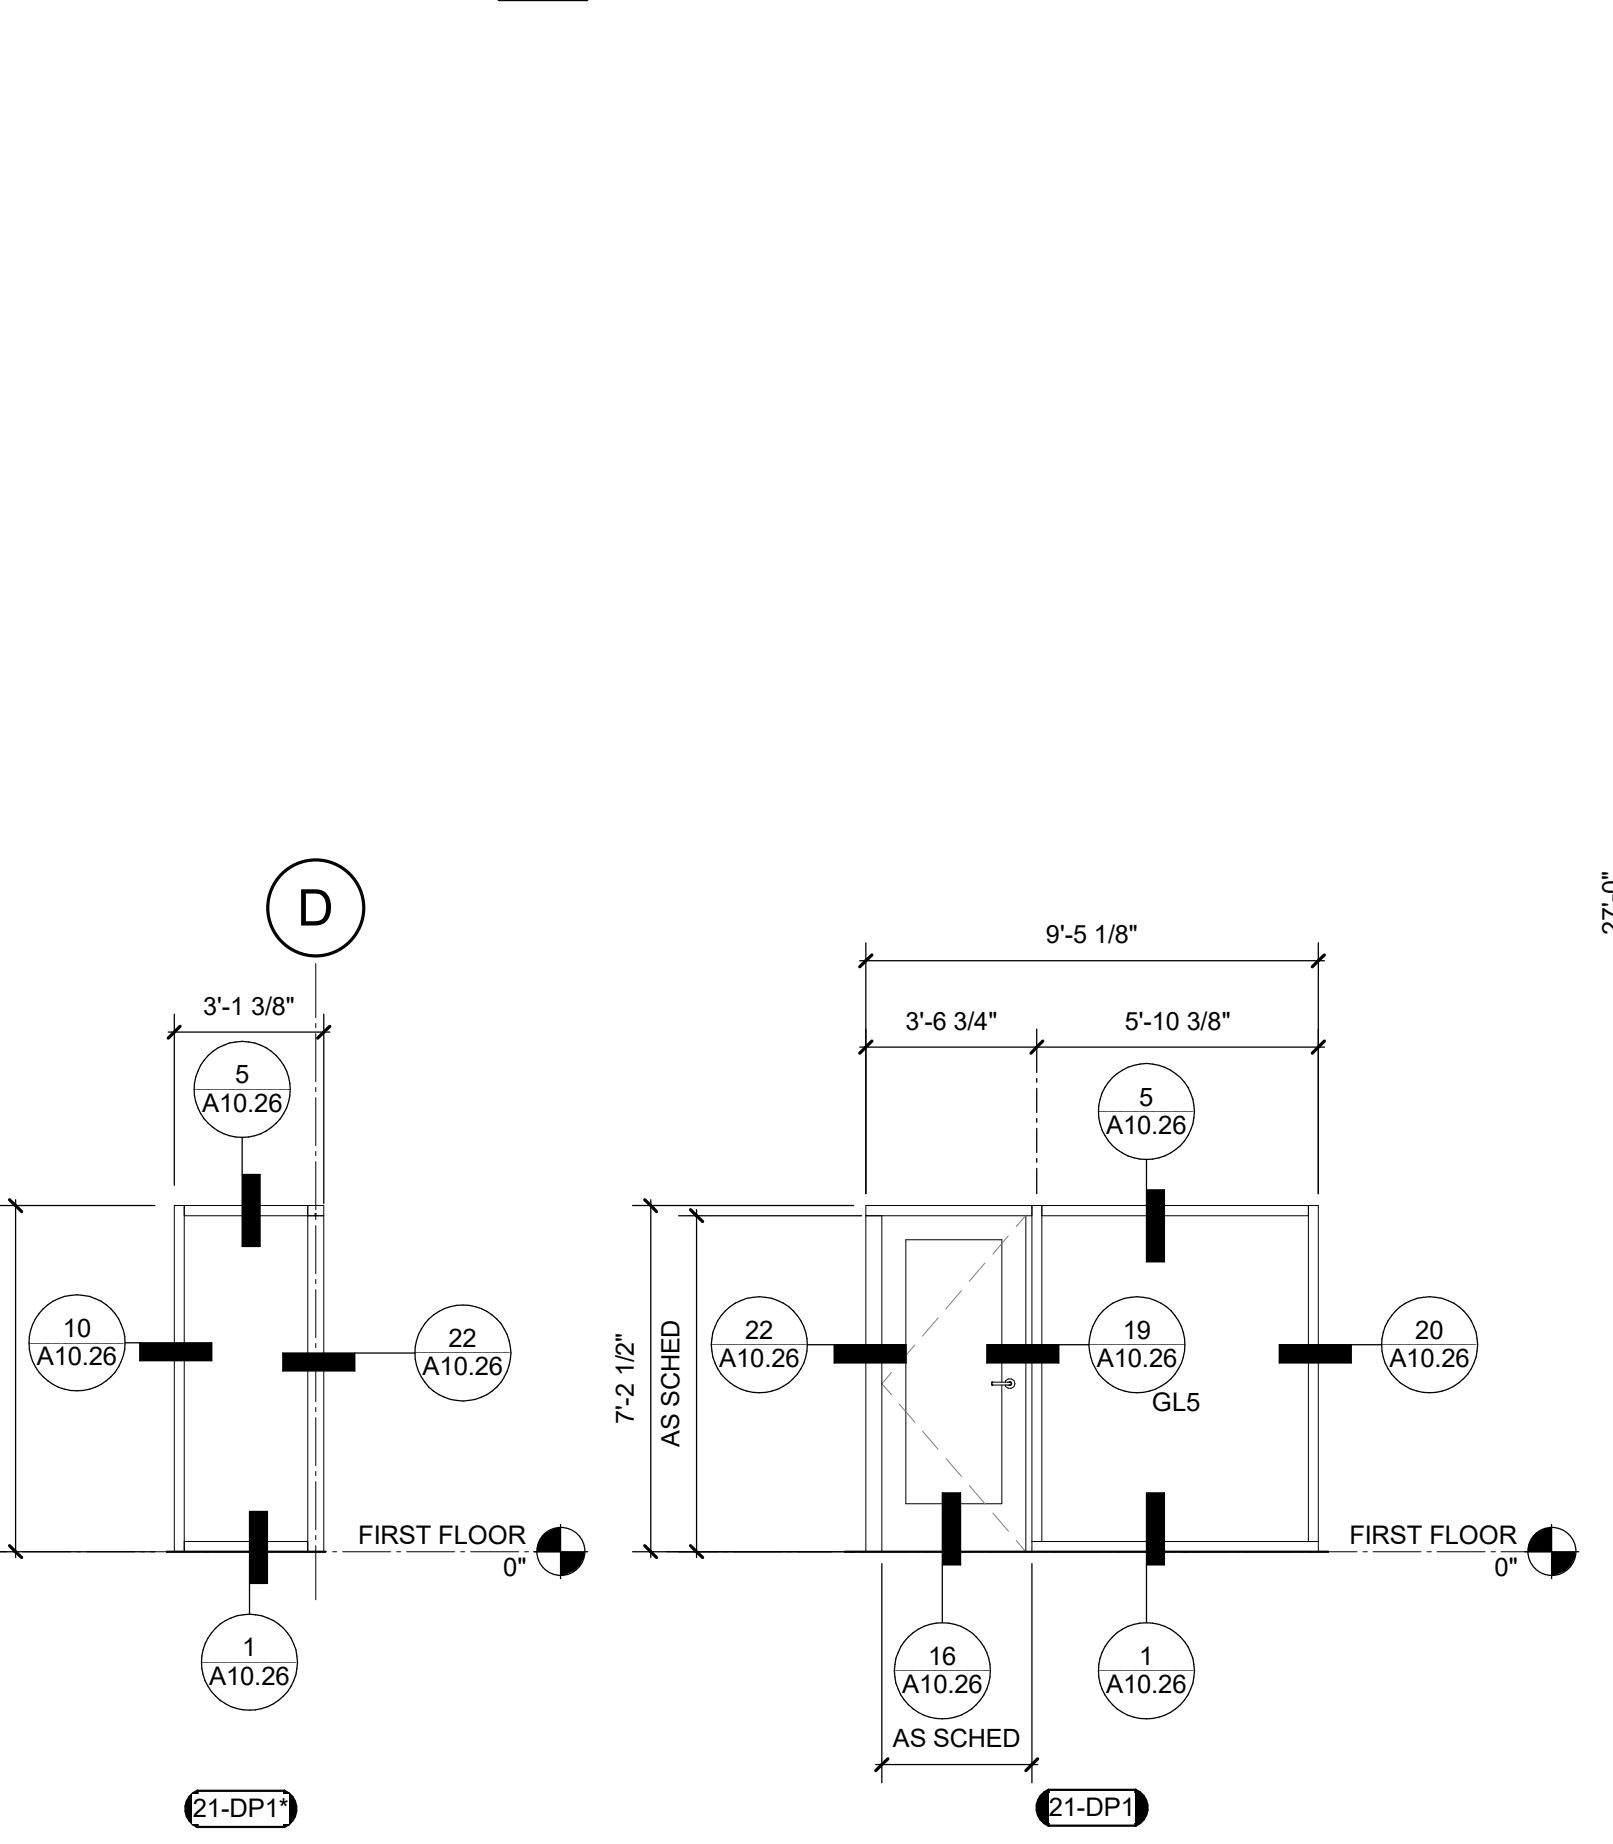 27'-0"
D
3'-1 3/8"
5
A10.26
10
A10.26
22
A10.26
FIRST FLOOR
0"
1
A10.26
21-DP1*
9'-5 1/8"
3'-6 3/4"
5'-10 3/8"
5
A10.26
7'-2 1/2"
AS SCHED
22
A10.26
19
A10.26
GL5
20
A10.26
FIRST FLOOR
0"
16
A10.26
1
A10.26
AS SCHED
21-DP1